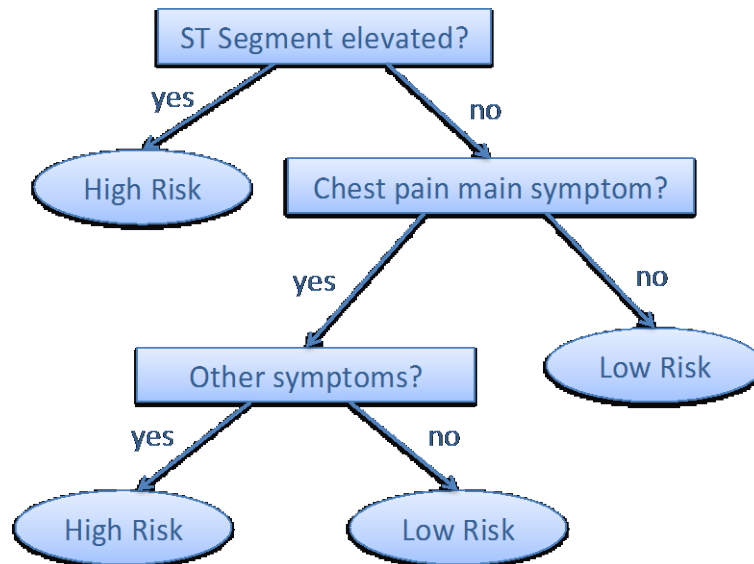 ST Segment elevated?
yes
no
High Risk
Chest pain main symptom?
yes
no
Other symptoms?
Low Risk
yes
no
High Risk
Low Risk